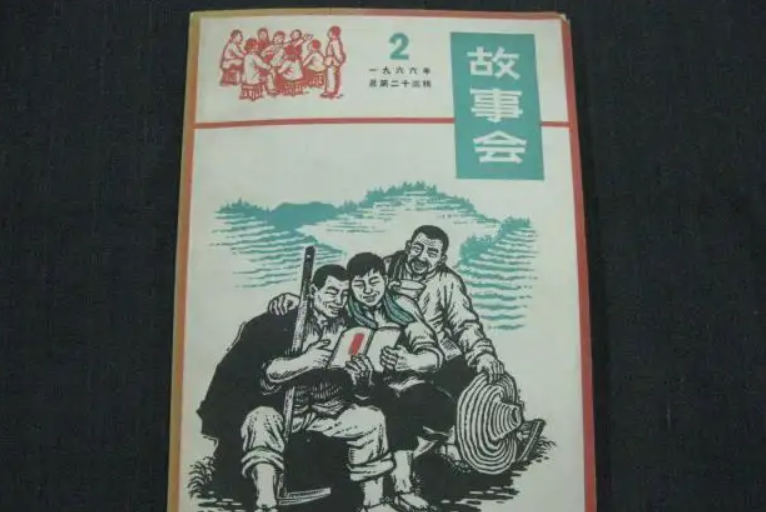 2
一九六六年
总第二十三辑
故事会